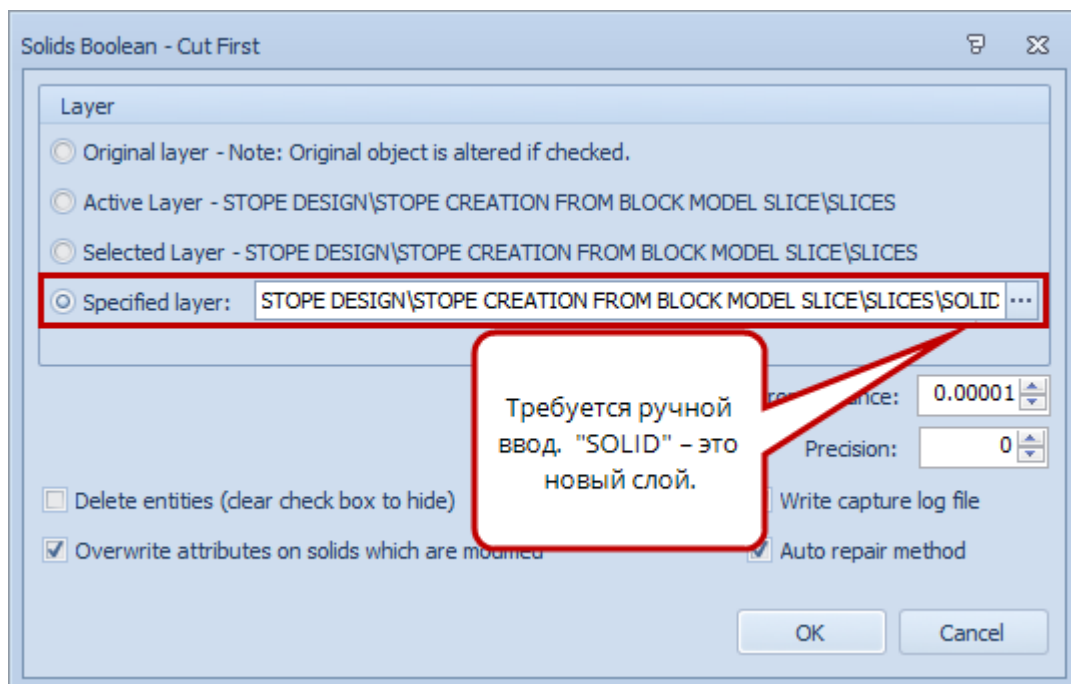 Solids Boolean - Cut First
Layer
Original layer - Note: Original object is altered if checked.
Active Layer - STOPE DESIGN\STOPE CREATION FROM BLOCK MODEL SLICE\SLICES
Selected Layer - STOPE DESIGN\STOPE CREATION FROM BLOCK MODEL SLICE\SLICES
Specified layer: STOPE DESIGN\STOPE CREATION FROM BLOCK MODEL SLICE\SLICES\SOLID ...
Требуется ручной
ввод. "SOLID" – это
новый слой.
0.00001
Precision: 0
Delete entities (clear check box to hide) Write capture log file
Overwrite attributes on solids which are modified Auto repair method
OK Cancel